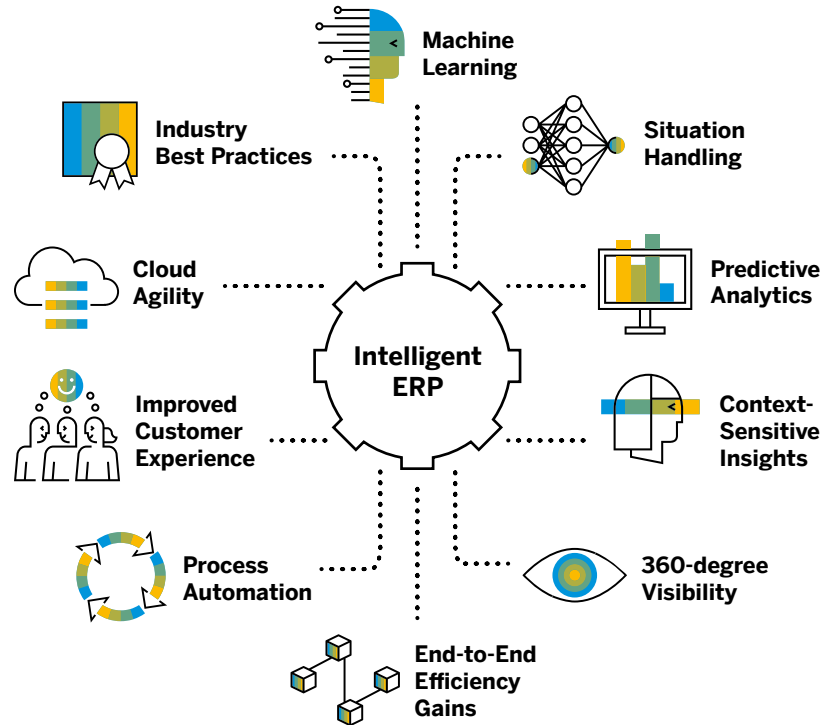 Machine
Learning
Industry
Best Practices
Situation
Handling
Cloud
Agility
Predictive
Analytics
Intelligent
ERP
Improved
Customer
Experience
Context-
Sensitive
Insights
Process
Automation
360-degree
Visibility
End-to-End
Efficiency
Gains